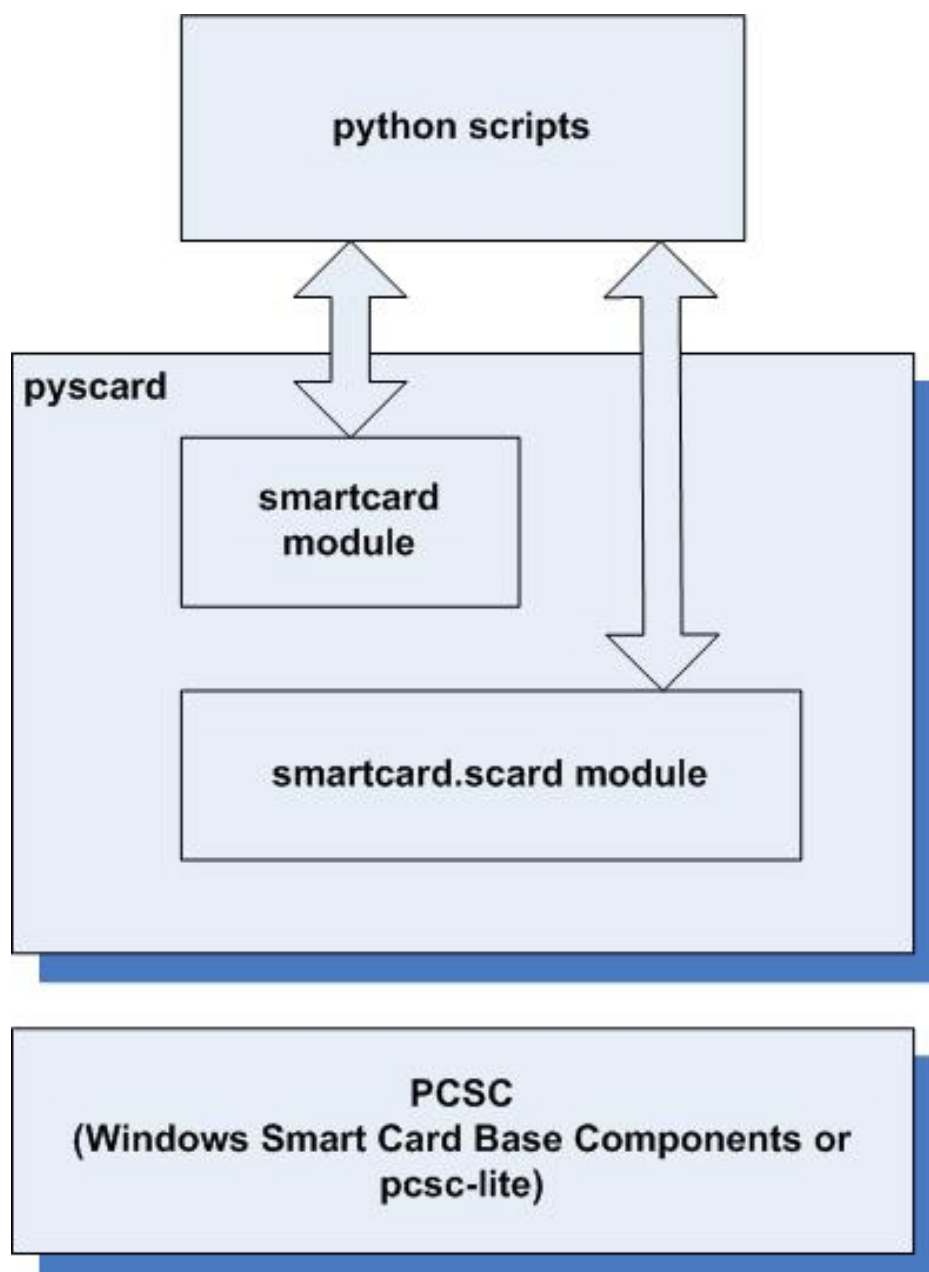 python scripts
pyscard
smartcard
module
smartcard.scard module
PCSC
(Windows Smart Card Base Components or
pcsc-lite)